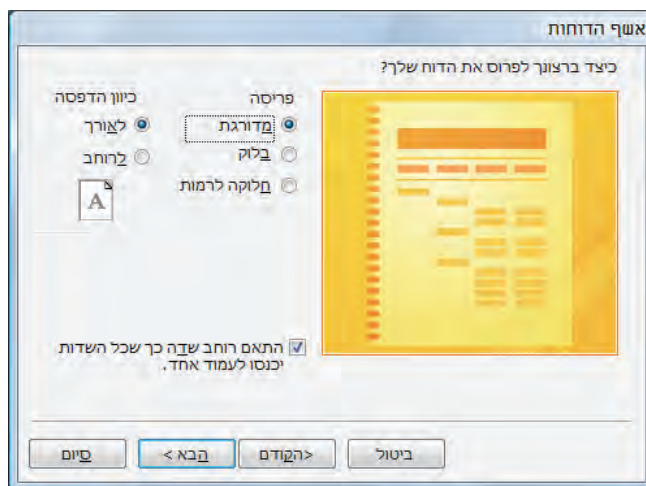 אשף הדוחות
כיצד ברצונך לפרוס את הדוח שלך?
פריסה
מדורגת
בלוק
חלוקה לרמות
כיוון הדפסה
לאורך
לרוחב
A
התאם רוחב שדה כך שכל השדות
יכנסו לעמוד אחד.
ביטול
<הקודם
הבא >
סיום